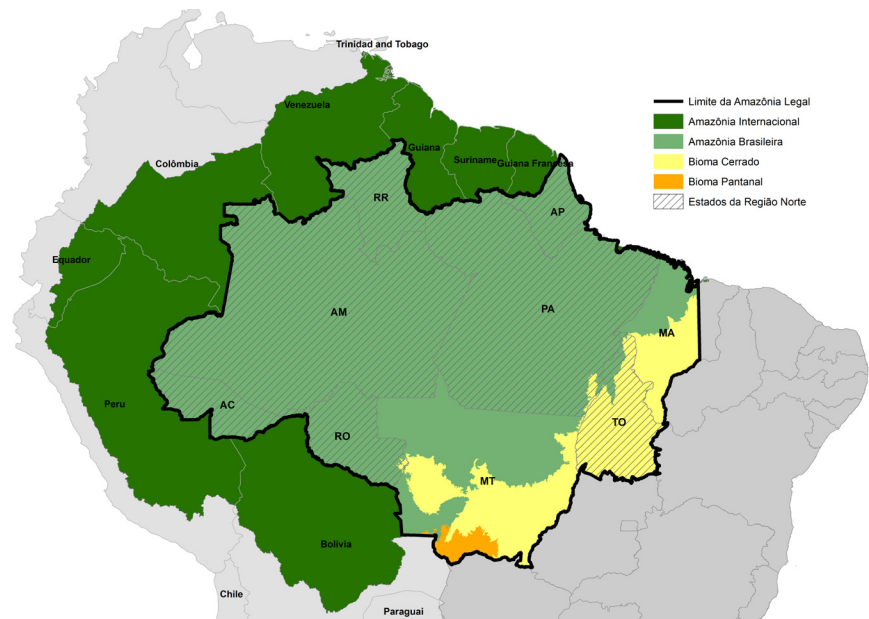 Trinidad and Tobago
Venezuela
Guiana
Suriname
Guiana Francesa
Colômbia
Equador
Peru
Bolívia
Chile
Paraguai
RR
AP
AM
PA
MA
AC
RO
TO
MT
Limite da Amazônia Legal
Amazônia Internacional
Amazônia Brasileira
Bioma Cerrado
Bioma Pantanal
Estados da Região Norte